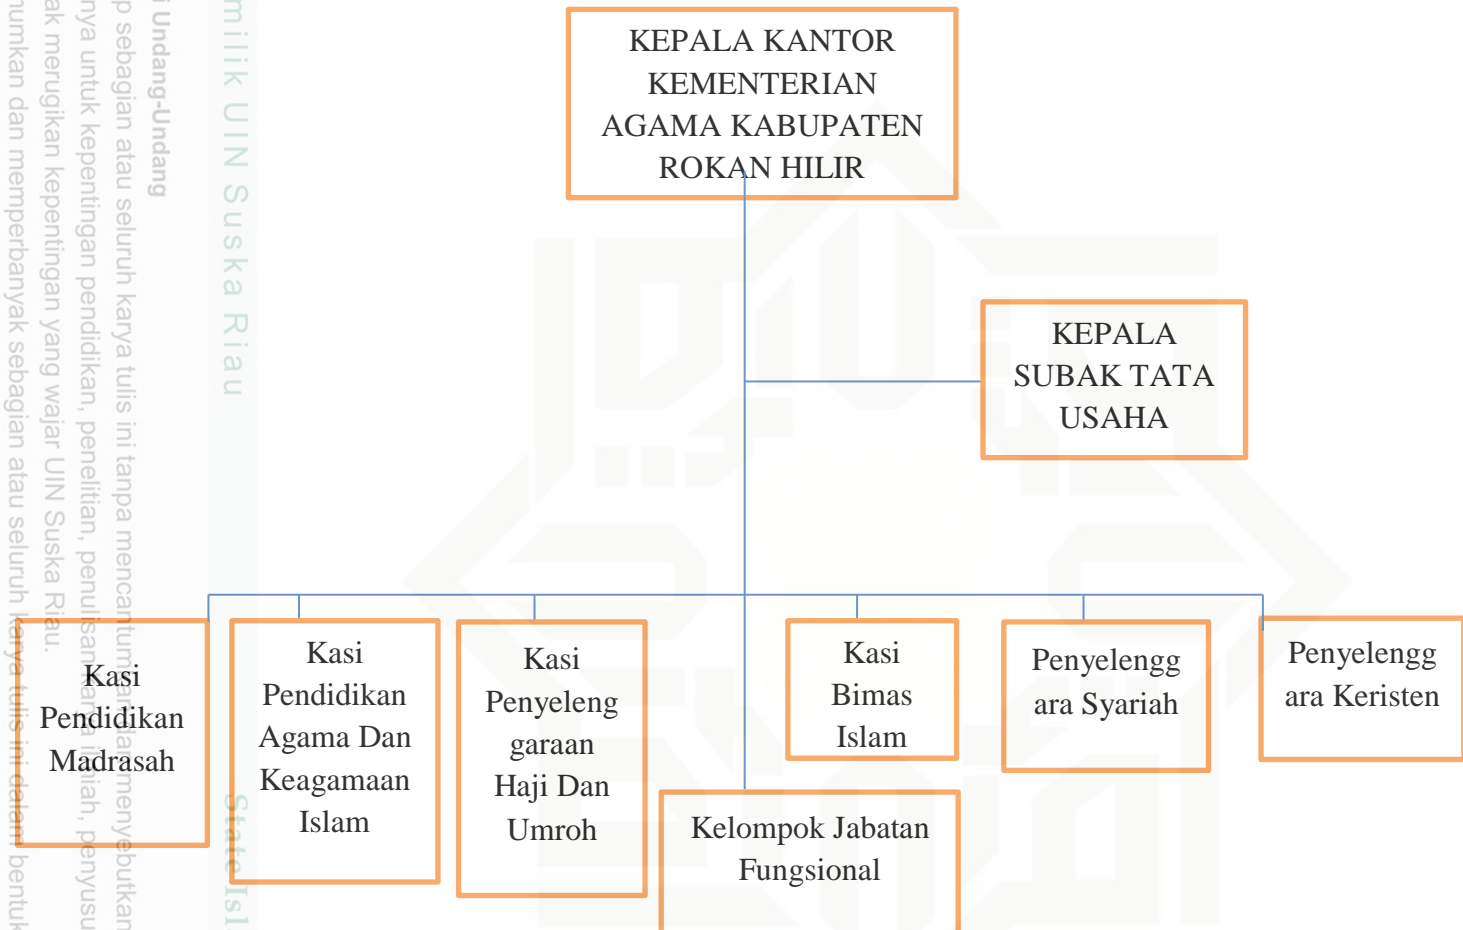 KEPALA KANTOR
KEMENTERIAN
AGAMA KABUPATEN
ROKAN HILIR
KEPALA
SUBAK TATA
USAHA
Kasi
Pendidikan
Madrasah
Kasi
Pendidikan
Agama Dan
Keagamaan
Islam
Kasi
Penyeleng
garaan
Haji Dan
Umroh
Kasi
Bimas
Islam
Penyelengg
ara Syariah
Penyelengg
ara Keristen
Kelompok Jabatan
Fungsional
milik UIN Suska Riau
State Isl
i Undang-Undang
p sebagian atau seluruh karya tulis ini tanpa mencantumkan dan menyebutkan
nya untuk kepentingan pendidikan, penelitian, penulisan karya ilmiah, penyusu
ak merugikan kepentingan yang wajar UIN Suska Riau.
numkan dan memperbanyak sebagian atau seluruh karya tulis ini dalam bentuk